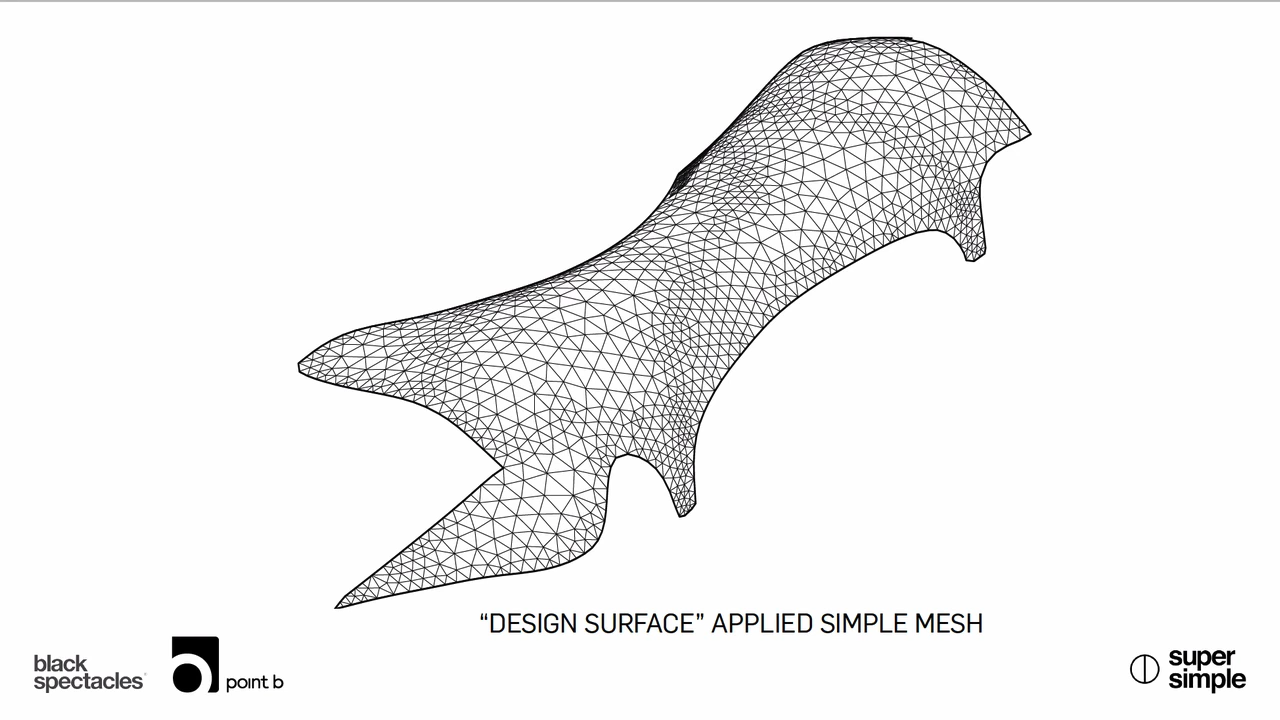 “DESIGN SURFACE” APPLIED SIMPLE MESH
black
spectacles
point b
super
simple